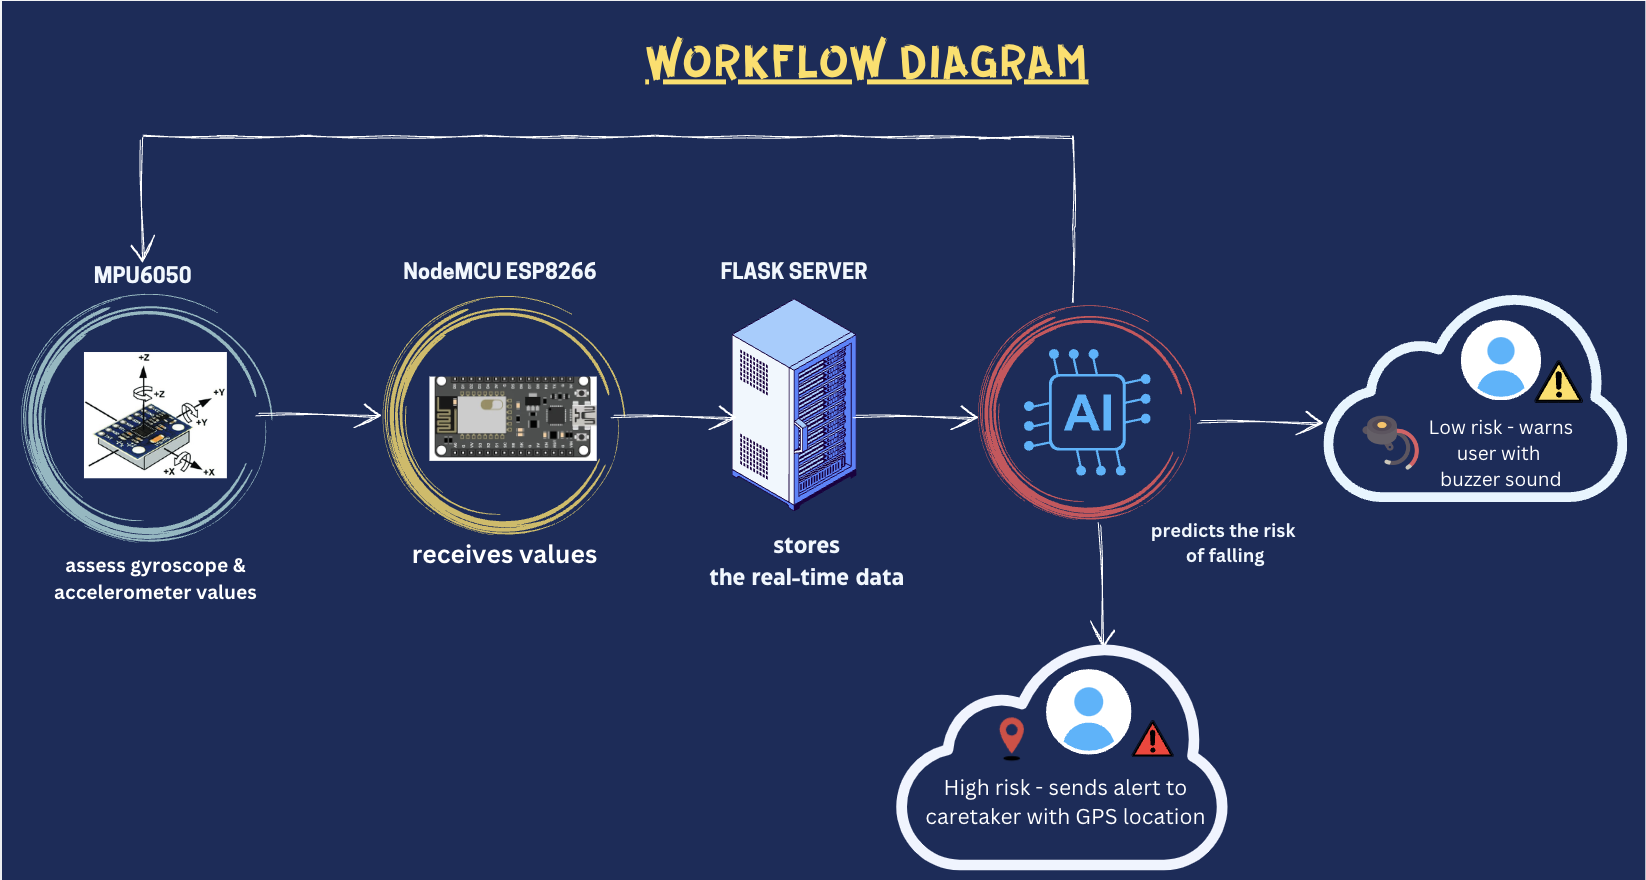 WORKFLOW DIAGRAM
MPU6050
+Z
+Z
+Y
+Y
+X
+X
assess gyroscope &
accelerometer values
NodeMCU ESP8266
receives values
FLASK SERVER
stores
the real-time data
AI
predicts the risk
of falling
Low risk - warns
user with
buzzer sound
High risk - sends alert to
caretaker with GPS location